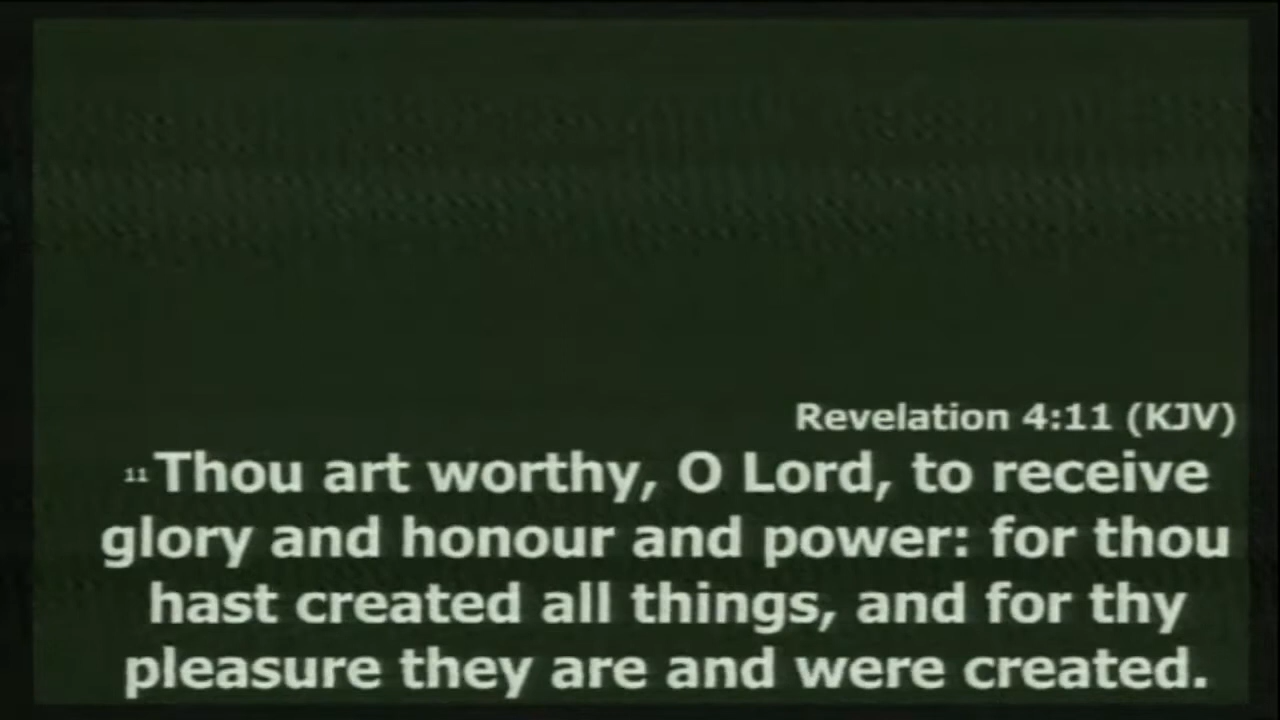 Revelation 4:11 (KJV)
11 Thou art worthy, O Lord, to receive
glory and honour and power: for thou
hast created all things, and for thy
pleasure they are and were created.